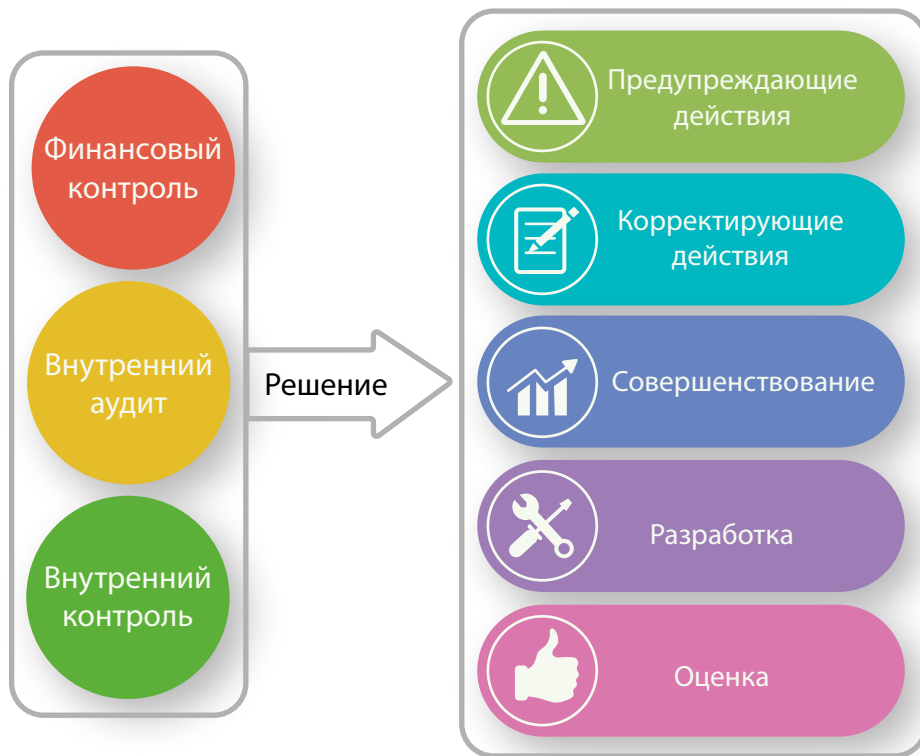 Финансовый
контроль
Внутренний
аудит
Внутренний
контроль
Решение
Предупреждающие
действия
Корректирующие
действия
Совершенствование
Разработка
Оценка